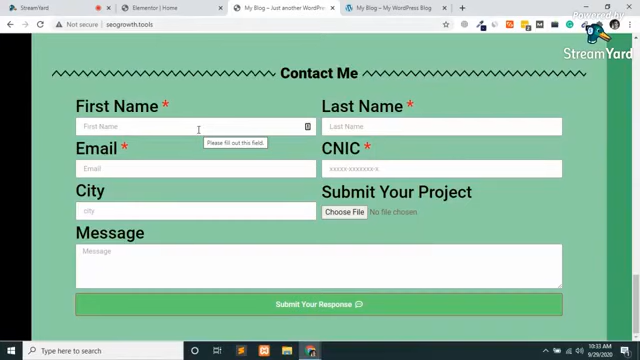 StreamYard
Elementor | Home
My Blog – Just another WordPr
My Blog – My WordPress Blog
Not secure | seogrowth.tools
Powered by
StreamYard
Contact Me
First Name *
Last Name *
First Name
Last Name
Please fill out this field.
Email *
CNIC *
Email
xxxxx-xxxxxxx-x
City
Submit Your Project
city
Choose File No file chosen
Message
Message
Submit Your Response
Type here to search
10:33 AM
9/29/2020